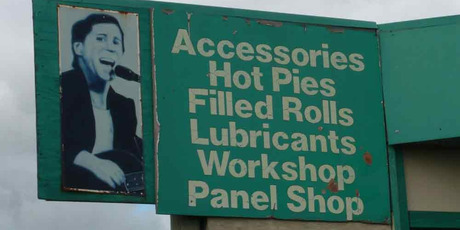 Accessories
Hot Pies
Filled Rolls
Lubricants
Workshop
Panel Shop